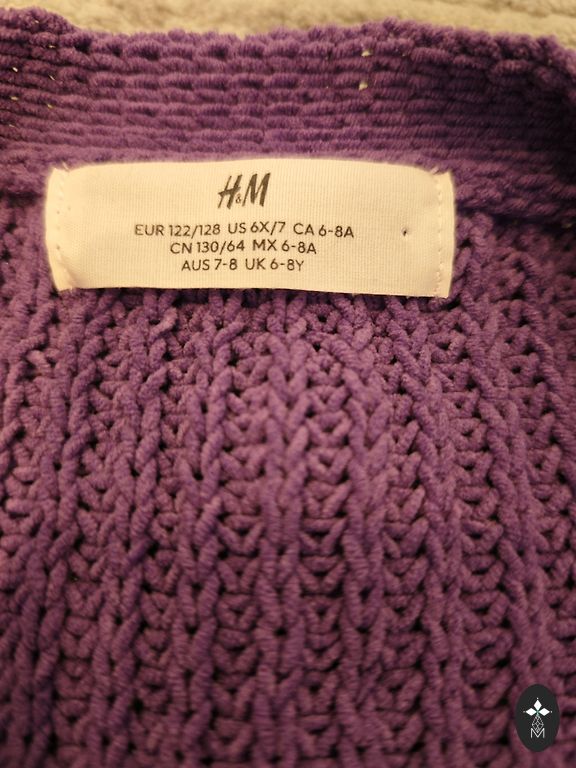 H&M
EUR 122/128 US 6X/7 CA 6-8A
CN 130/64 MX 6-8A
AUS 7-8 UK 6-8Y
M